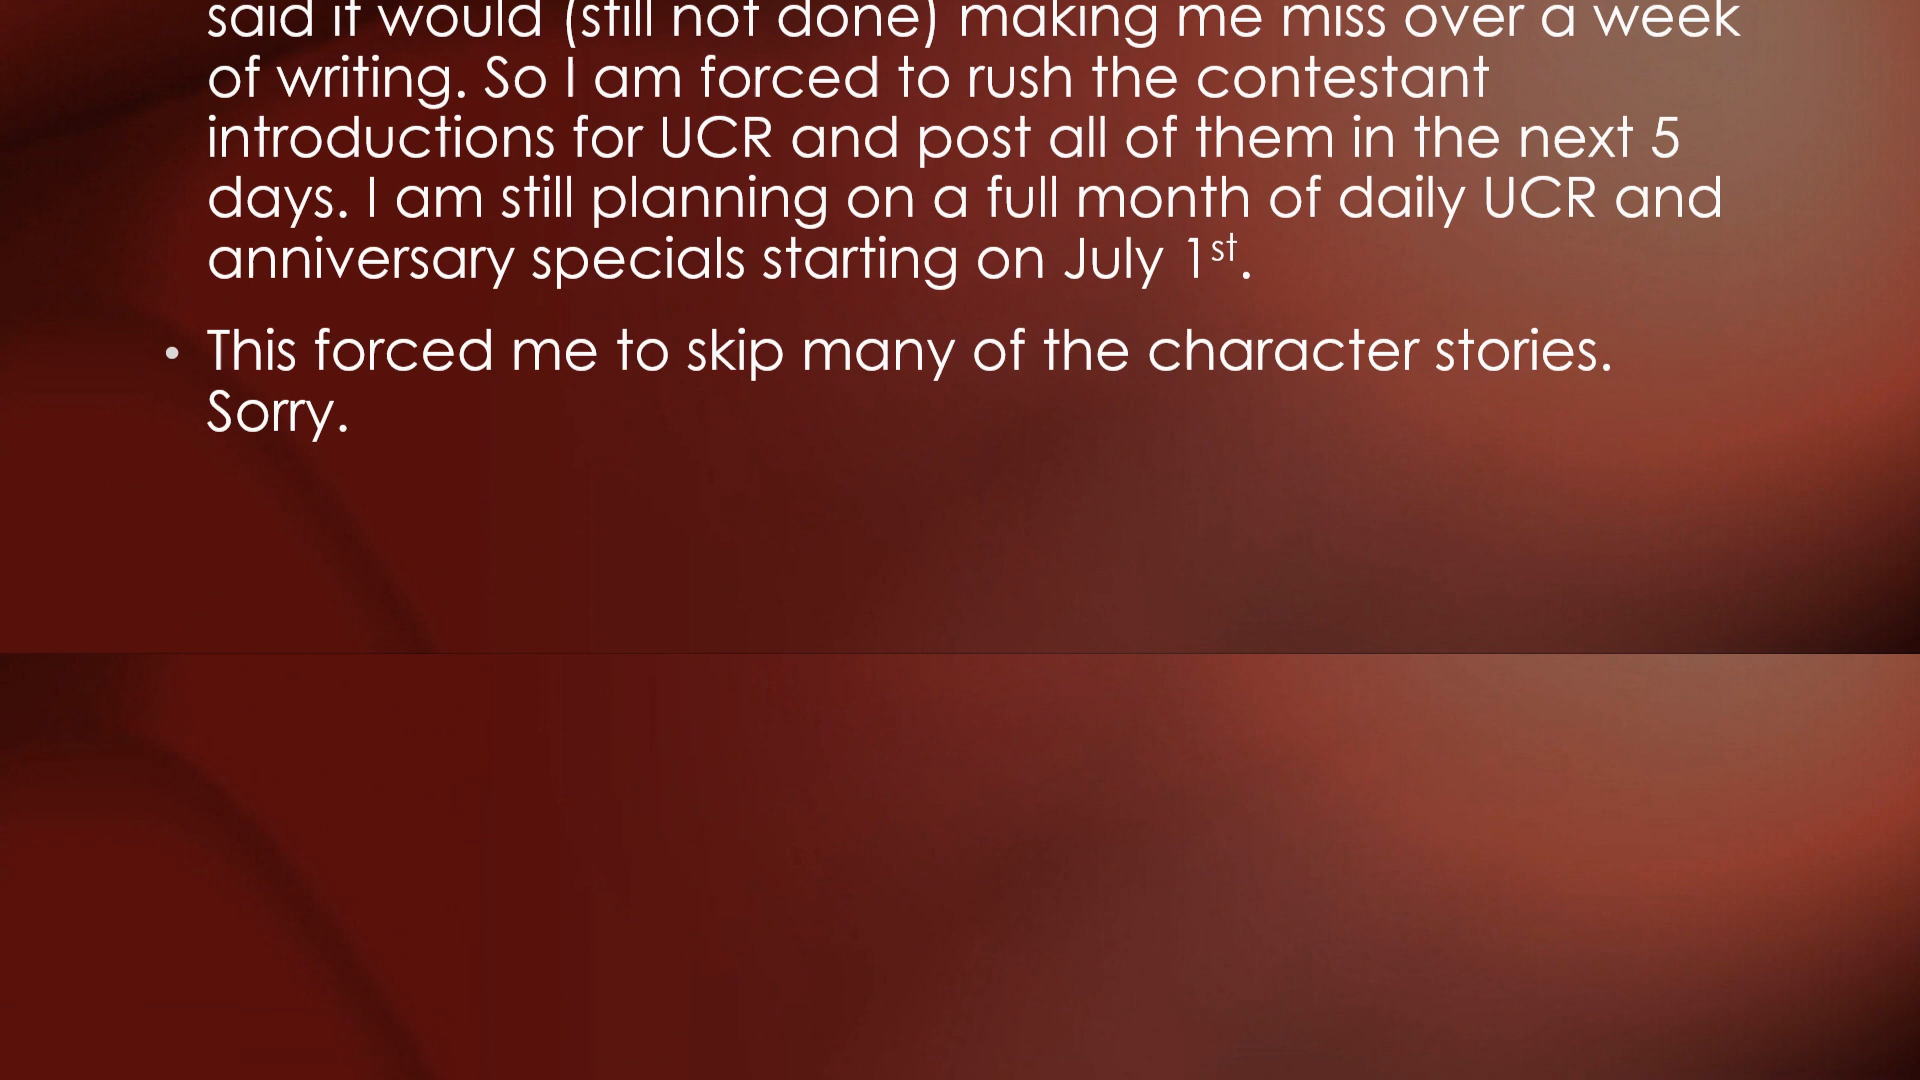 said it would (still not done) making me miss over a week
of writing. So I am forced to rush the contestant
introductions for UCR and post all of them in the next 5
days. I am still planning on a full month of daily UCR and
anniversary specials starting on July 1st.
• This forced me to skip many of the character stories.
Sorry.